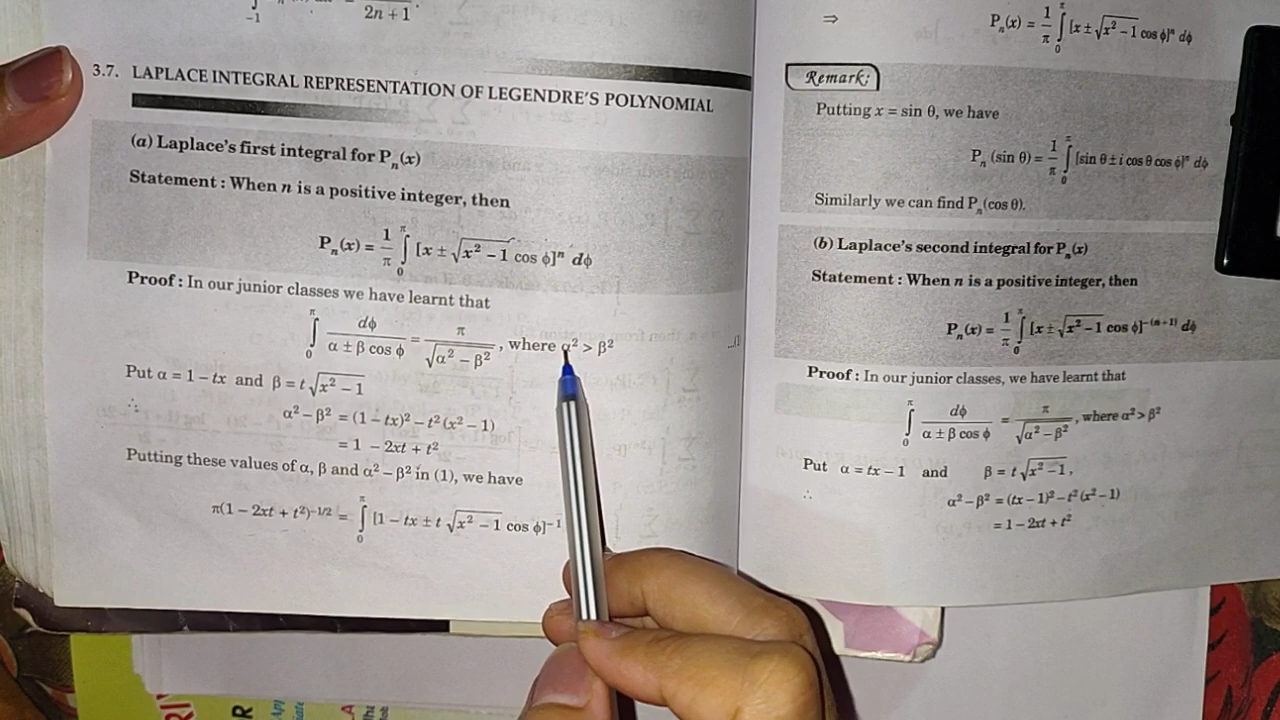 -1
2n + 1
3.7. LAPLACE INTEGRAL REPRESENTATION OF LEGENDRE'S POLYNOMIAL
(a) Laplace's first integral for Pₙ(x)
Statement : When n is a positive integer, then
Pₙ(x) = 1/π ∫₀^π [x ± √(x² – 1) cos φ]ⁿ dφ
Proof : In our junior classes we have learnt that
∫₀^π dφ/(α ± β cos φ) = π/√(α² – β²), where α² > β² ...(1
Put α = 1 – tx and β = t √(x² – 1)
∴ α² – β² = (1 – tx)² – t² (x² – 1)
= 1 – 2xt + t²
Putting these values of α, β and α² – β² in (1), we have
π(1 – 2xt + t²)^(–1/2) = ∫₀^π [1 – tx ± t √(x² – 1) cos φ]^(–1)
⇒ Pₙ(x) = 1/π ∫₀^π [x ± √(x² – 1) cos φ]ⁿ dφ
Remark:
Putting x = sin θ, we have
Pₙ (sin θ) = 1/π ∫₀^π [sin θ ± i cos θ cos φ]ⁿ dφ
Similarly we can find Pₙ(cos θ).
(b) Laplace's second integral for Pₙ(x)
Statement : When n is a positive integer, then
Pₙ(x) = 1/π ∫₀^π [x ± √(x² – 1) cos φ]^(–(n + 1)) dφ
Proof : In our junior classes, we have learnt that
∫₀^π dφ/(α ± β cos φ) = π/√(α² – β²), where α² > β²
Put α = tx – 1 and β = t √(x² – 1),
∴ α² – β² = (tx – 1)² – t² (x² – 1)
= 1 – 2xt + t²